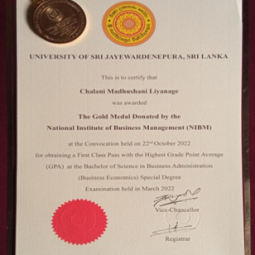 UNIVERSITY OF SRI JAYEWARDENEPURA, SRI LANKA
This is to certify that
Chalani Madhushani Liyanage
was awarded
The Gold Medal Donated by the
National Institute of Business Management (NIBM)
at the Convocation held on 22nd October 2022
for obtaining a First Class Pass with the Highest Grade Point Average
(GPA) at the Bachelor of Science in Business Administration
(Business Economics) Special Degree
Examination held in March 2022
Vice-Chancellor
Registrar